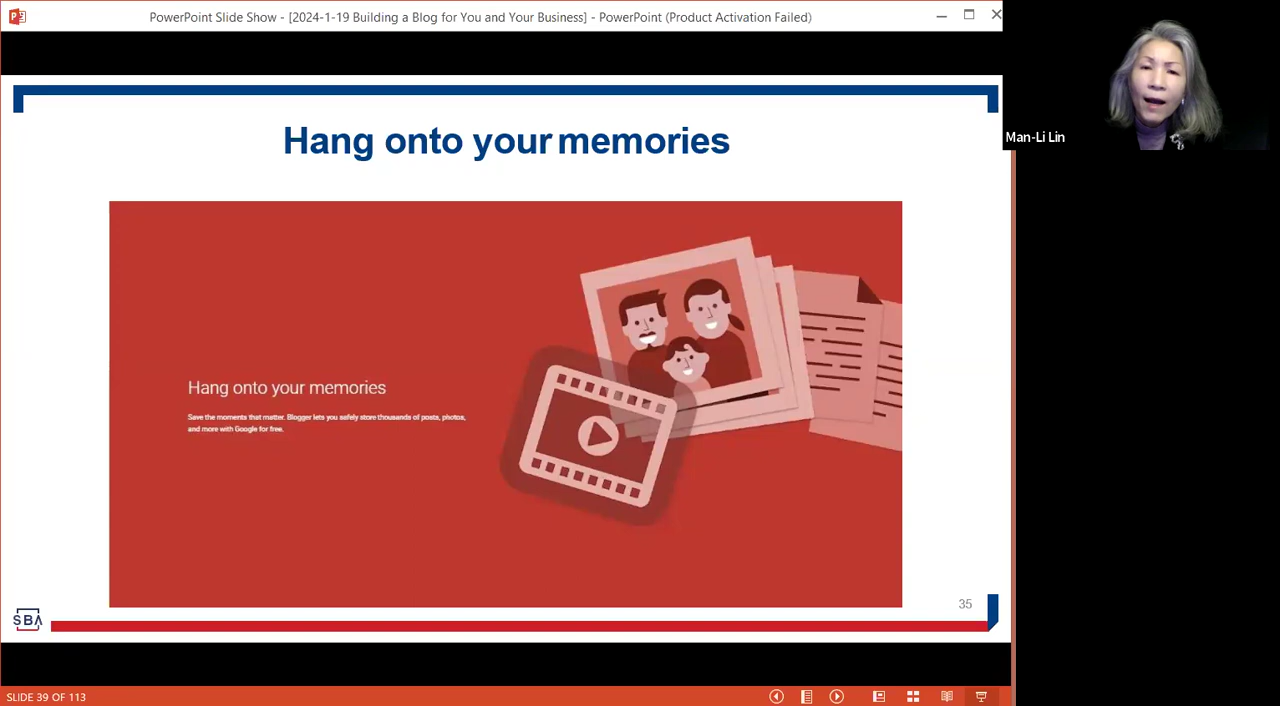 PowerPoint Slide Show - [2024-1-19 Building a Blog for You and Your Business] - PowerPoint (Product Activation Failed)
Man-Li Lin
Hang onto your memories
Hang onto your memories
Save the moments that matter. Blogger lets you safely store thousands of posts, photos,
and more with Google for free.
35
SBA
SLIDE 39 OF 113